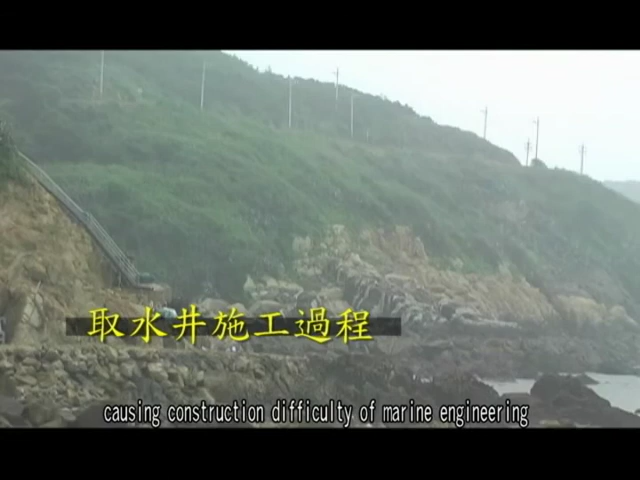 取水井施工過程
causing construction difficulty of marine engineering